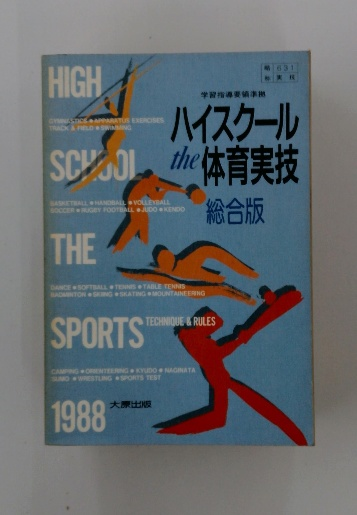 学習指導要領準拠
ハイスクール
the 体育実技
総合版
HIGH
GYMNASTICS ● APPARATUS EXERCISES
TRACK & FIELD ● SWIMMING
SCHOOL
BASKETBALL ● HANDBALL ● VOLLEYBALL
SOCCER ● RUGBY FOOTBALL ● JUDO ● KENDO
THE
DANCE ● SOFTBALL ● TENNIS ● TABLE TENNIS
BADMINTON ● SKIING ● SKATING ● MOUNTAINEERING
SPORTS TECHNIQUE & RULES
CAMPING ● ORIENTEERING ● KYUDO ● NAGINATA
SUMO ● WRESTLING ● SPORTS TEST
1988 大原出版